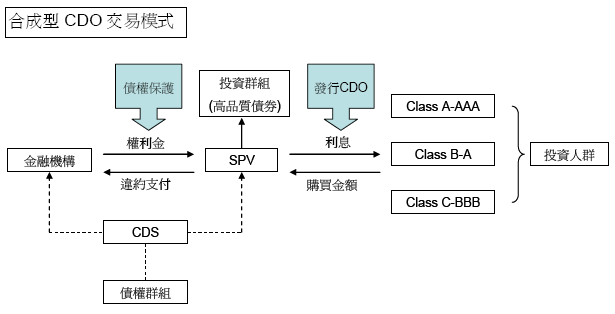 合成型 CDO 交易模式
債權保護
投資群組
(高品質債券)
發行CDO
金融機構
權利金
違約支付
SPV
利息
購買金額
Class A-AAA
Class B-A
Class C-BBB
投資人群
CDS
債權群組